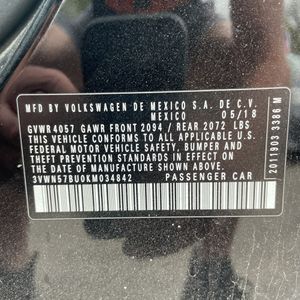 MFD BY VOLKSWAGEN DE MEXICO S.A. DE C.V.
MEXICO 05/18
GVWR 4057 GAWR FRONT 2094 / REAR 2072 LBS
THIS VEHICLE CONFORMS TO ALL APPLICABLE
FEDERAL MOTOR VEHICLE SAFETY, BUMPER AND
THEFT PREVENTION STANDARDS IN EFFECT ON
THE DATE OF MANUFACTURE SHOWN ABOVE.
3VWN57BU0KM034842 PASSENGER CAR
2011903 3386 M